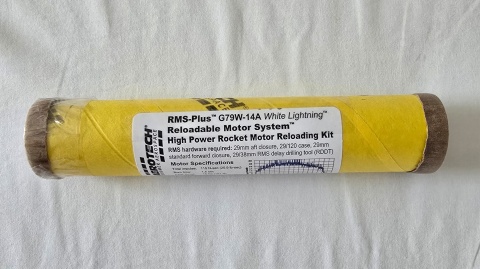 RMS-Plus™ G79W-14A White Lightning™
Reloadable Motor System™
High Power Rocket Motor Reloading Kit
RMS hardware required: 29mm aft closure, 29/120 case, 29mm
standard forward closure, 29/38mm RMS delay drilling tool (RDDT)
Motor Specifications